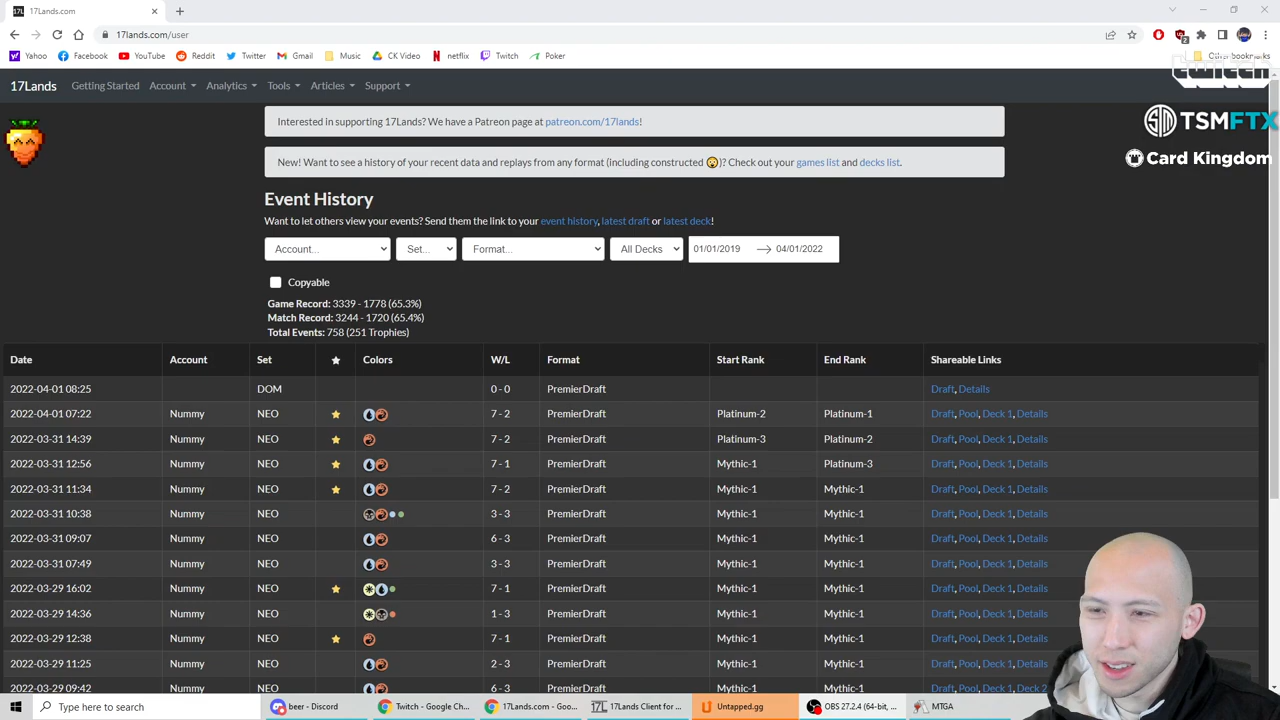 17Lands.com
17lands.com/user
Yahoo Facebook YouTube Reddit Twitter Gmail Music CK Video netflix Twitch Poker Other bookmarks
twitch
17Lands Getting Started Account Analytics Tools Articles Support
Interested in supporting 17Lands? We have a Patreon page at patreon.com/17lands!
TSMFTX
New! Want to see a history of your recent data and replays from any format (including constructed 😲)? Check out your games list and decks list.
Card Kingdom
Event History
Want to let others view your events? Send them the link to your event history, latest draft or latest deck!
Account... Set... Format... All Decks 01/01/2019 → 04/01/2022
Copyable
Game Record: 3339 - 1778 (65.3%)
Match Record: 3244 - 1720 (65.4%)
Total Events: 758 (251 Trophies)
Date Account Set ★ Colors W/L Format Start Rank End Rank Shareable Links
2022-04-01 08:25 DOM 0 - 0 PremierDraft Draft, Details
2022-04-01 07:22 Nummy NEO ★ 7 - 2 PremierDraft Platinum-2 Platinum-1 Draft, Pool, Deck 1, Details
2022-03-31 14:39 Nummy NEO ★ 7 - 2 PremierDraft Platinum-3 Platinum-2 Draft, Pool, Deck 1, Details
2022-03-31 12:56 Nummy NEO ★ 7 - 1 PremierDraft Mythic-1 Platinum-3 Draft, Pool, Deck 1, Details
2022-03-31 11:34 Nummy NEO ★ 7 - 2 PremierDraft Mythic-1 Mythic-1 Draft, Pool, Deck 1, Details
2022-03-31 10:38 Nummy NEO 3 - 3 PremierDraft Mythic-1 Mythic-1 Draft, Pool, Deck 1, Details
2022-03-31 09:07 Nummy NEO 6 - 3 PremierDraft Mythic-1 Mythic-1 Draft, Pool, Deck 1, Details
2022-03-31 07:49 Nummy NEO 3 - 3 PremierDraft Mythic-1 Mythic-1 Draft, Pool, Deck 1, Details
2022-03-29 16:02 Nummy NEO ★ 7 - 1 PremierDraft Mythic-1 Mythic-1 Draft, Pool, Deck 1, Details
2022-03-29 14:36 Nummy NEO 1 - 3 PremierDraft Mythic-1 Mythic-1 Draft, Pool, Deck 1, Details
2022-03-29 12:38 Nummy NEO ★ 7 - 1 PremierDraft Mythic-1 Mythic-1 Draft, Pool, Deck 1, Details
2022-03-29 11:25 Nummy NEO 2 - 3 PremierDraft Mythic-1 Mythic-1 Draft, Pool, Deck 1, Details
2022-03-29 09:42 Nummy NEO 6 - 3 PremierDraft Mythic-1 Mythic-1 Draft, Pool, Deck 1, Deck 2
Type here to search beer - Discord Twitch - Google Ch... 17Lands.com - Goo... 17Lands Client for ... Untapped.gg OBS 27.2.4 (64-bit, ... MTGA